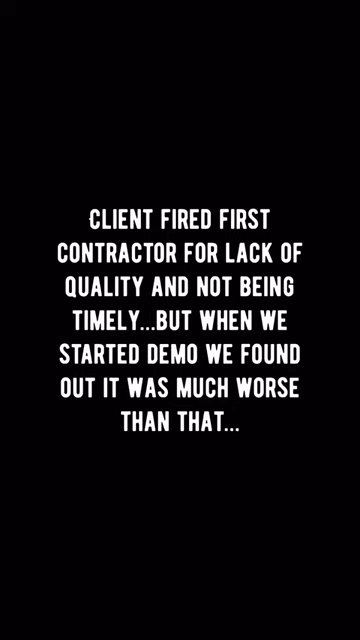 CLIENT FIRED FIRST
CONTRACTOR FOR LACK OF
QUALITY AND NOT BEING
TIMELY...BUT WHEN WE
STARTED DEMO WE FOUND
OUT IT WAS MUCH WORSE
THAN THAT...